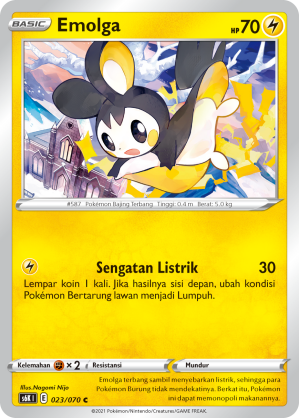 BASIC Emolga HP 70
#587 Pokémon Bajing Terbang Tinggi: 0.4 m Berat: 5.0 kg
Sengatan Listrik 30
Lempar koin 1 kali. Jika hasilnya sisi depan, ubah kondisi
Pokémon Bertarung lawan menjadi Lumpuh.
Kelemahan ×2 Resistansi Mundur
Illus. Nagomi Nijo
S6K I E 023/070 C
Emolga terbang sambil menyebarkan listrik, sehingga para
Pokémon Burung tidak mendekatinya. Berkat itu, Pokémon
ini dapat memonopoli makanannya.
©2021 Pokémon/Nintendo/Creatures/GAME FREAK